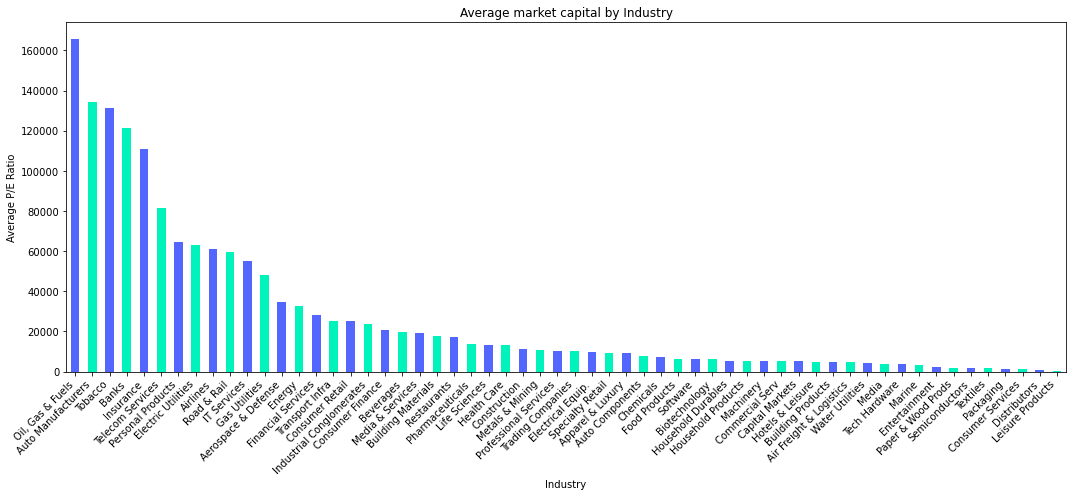 Average market capital by Industry
Average P/E Ratio
160000
140000
120000
100000
80000
60000
40000
20000
0
Oil, Gas & Fuels
Auto Manufacturers
Tobacco
Banks
Insurance
Telecom Services
Personal Products
Electric Utilities
Airlines
Road & Rail
IT Services
Gas Utilities
Aerospace & Defense
Energy
Financial Services
Transport Infra
Consumer Retail
Industrial Conglomerates
Consumer Finance
Beverages
Media & Services
Building Materials
Restaurants
Pharmaceuticals
Life Sciences
Health Care
Construction
Metals & Mining
Professional Services
Trading Companies
Electrical Equip.
Specialty Retail
Apparel & Luxury
Auto Components
Chemicals
Food Products
Software
Biotechnology
Household Durables
Household Products
Machinery
Commercial Serv
Capital Markets
Hotels & Leisure
Building Products
Air Freight & Logistics
Water Utilities
Media
Tech Hardware
Marine
Entertainment
Paper & Wood Prods
Semiconductors
Textiles
Packaging
Consumer Services
Distributors
Leisure Products
Industry